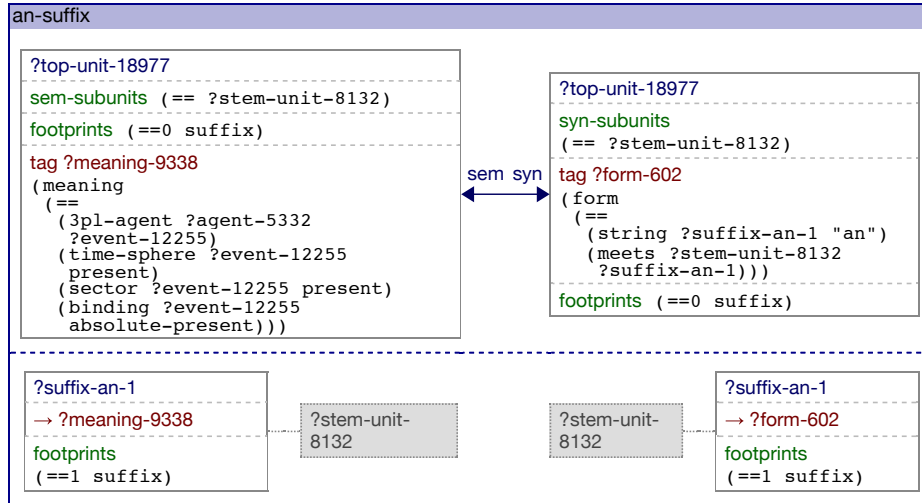 an-suffix
?top-unit-18977
sem-subunits (== ?stem-unit-8132)
footprints (==0 suffix)
tag ?meaning-9338
(meaning
(==
(3pl-agent ?agent-5332
?event-12255)
(time-sphere ?event-12255
present)
(sector ?event-12255 present)
(binding ?event-12255
absolute-present)))
sem syn
?top-unit-18977
syn-subunits
(== ?stem-unit-8132)
tag ?form-602
(form
(==
(string ?suffix-an-1 "an")
(meets ?stem-unit-8132
?suffix-an-1)))
footprints (==0 suffix)
?suffix-an-1
→ ?meaning-9338
footprints
(==1 suffix)
?stem-unit-
8132
?stem-unit-
8132
?suffix-an-1
→ ?form-602
footprints
(==1 suffix)